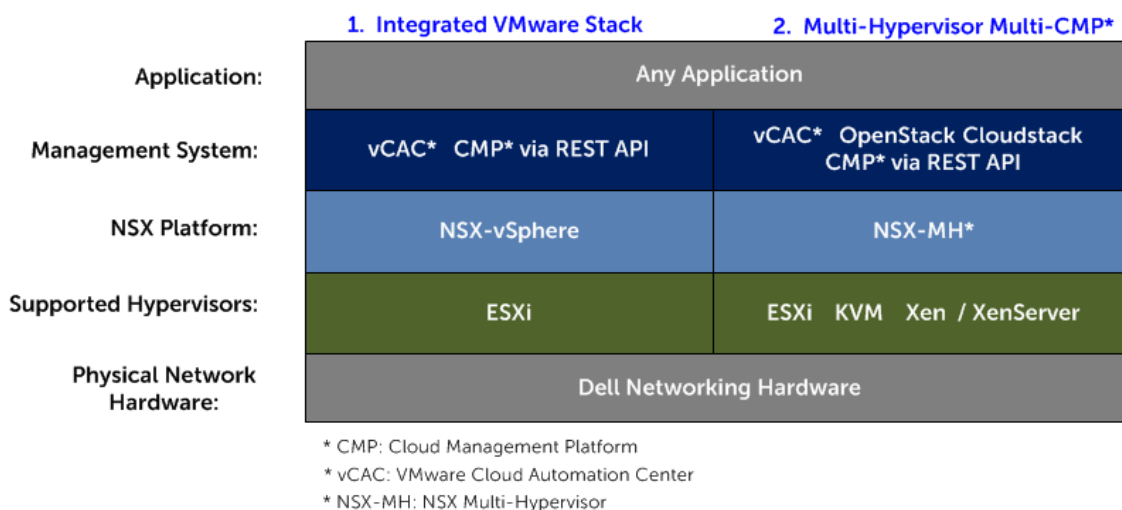 1. Integrated VMware Stack
2. Multi-Hypervisor Multi-CMP*
Application:
Any Application
Management System:
vCAC* CMP* via REST API
vCAC* OpenStack Cloudstack
CMP* via REST API
NSX Platform:
NSX-vSphere
NSX-MH*
Supported Hypervisors:
ESXi
ESXi KVM Xen / XenServer
Physical Network
Hardware:
Dell Networking Hardware
* CMP: Cloud Management Platform
* vCAC: VMware Cloud Automation Center
* NSX-MH: NSX Multi-Hypervisor